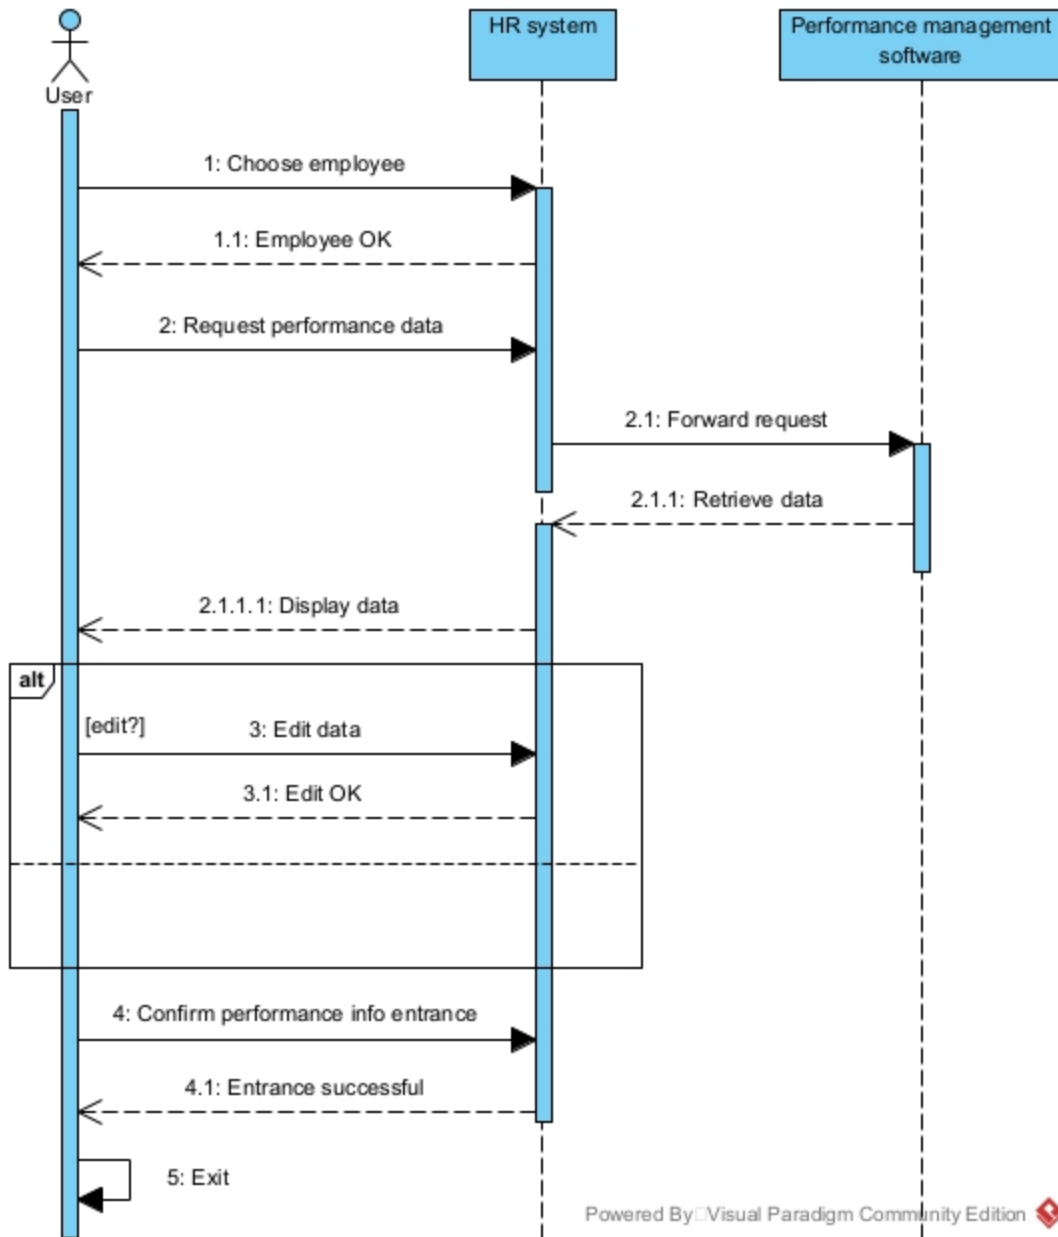 HR system
Performance management
software
User
1: Choose employee
1.1: Employee OK
2: Request performance data
2.1: Forward request
2.1.1: Retrieve data
2.1.1.1: Display data
alt
[edit?]
3: Edit data
3.1: Edit OK
4: Confirm performance info entrance
4.1: Entrance successful
5: Exit
Powered By Visual Paradigm Community Edition